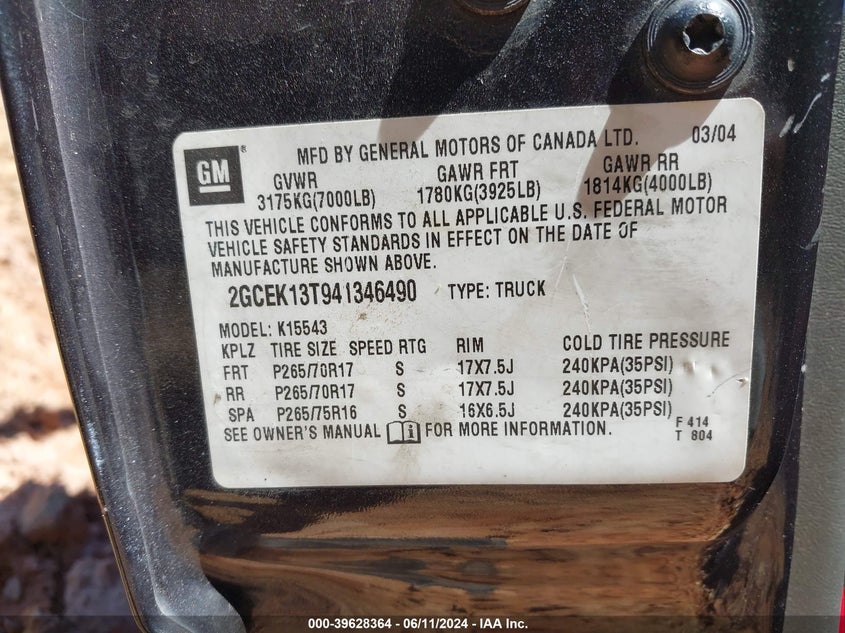 GM
MFD BY GENERAL MOTORS OF CANADA LTD. 03/04
GVWR GAWR FRT GAWR RR
3175KG(7000LB) 1780KG(3925LB) 1814KG(4000LB)
THIS VEHICLE CONFORMS TO ALL APPLICABLE U.S. FEDERAL MOTOR
VEHICLE SAFETY STANDARDS IN EFFECT ON THE DATE OF
MANUFACTURE SHOWN ABOVE.
2GCEK13T941346490 TYPE: TRUCK
MODEL: K15543
KPLZ TIRE SIZE SPEED RTG RIM COLD TIRE PRESSURE
FRT P265/70R17 S 17X7.5J 240KPA(35PSI)
RR P265/70R17 S 17X7.5J 240KPA(35PSI)
SPA P265/75R16 S 16X6.5J 240KPA(35PSI)
SEE OWNER'S MANUAL FOR MORE INFORMATION. F 414
T 804
000-39628364 - 06/11/2024 - IAA Inc.